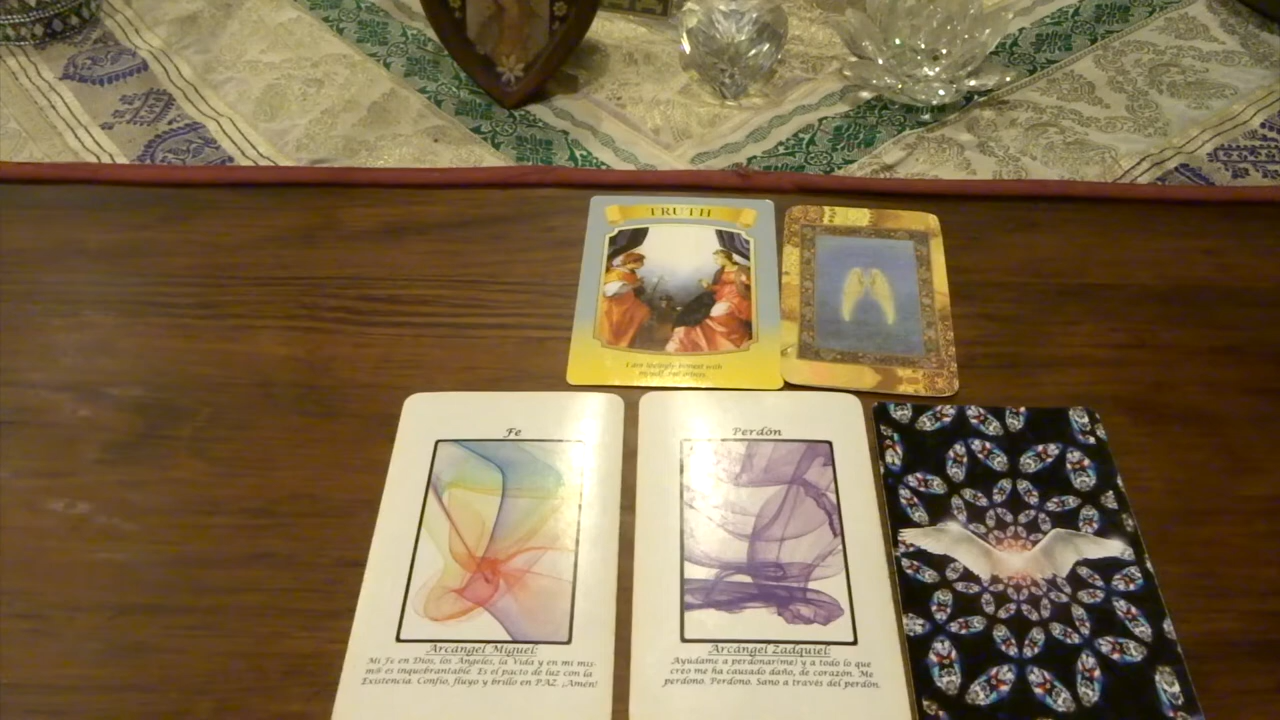 TRUTH
I am lovingly honest with
myself and others.
Fe
Perdón
Arcángel Miguel:
Mi Fe en Dios, los Ángeles, la Vida y en mi mis-
m@ es inquebrantable. Es el pacto de luz con la
Existencia. Confío, fluyo y brillo en PAZ ¡Amén!
Arcángel Zadquiel:
Ayúdame a perdonar(me) y a todo lo que
creo me ha causado daño, de corazón. Me
perdono. Perdono. Sano a través del perdón.